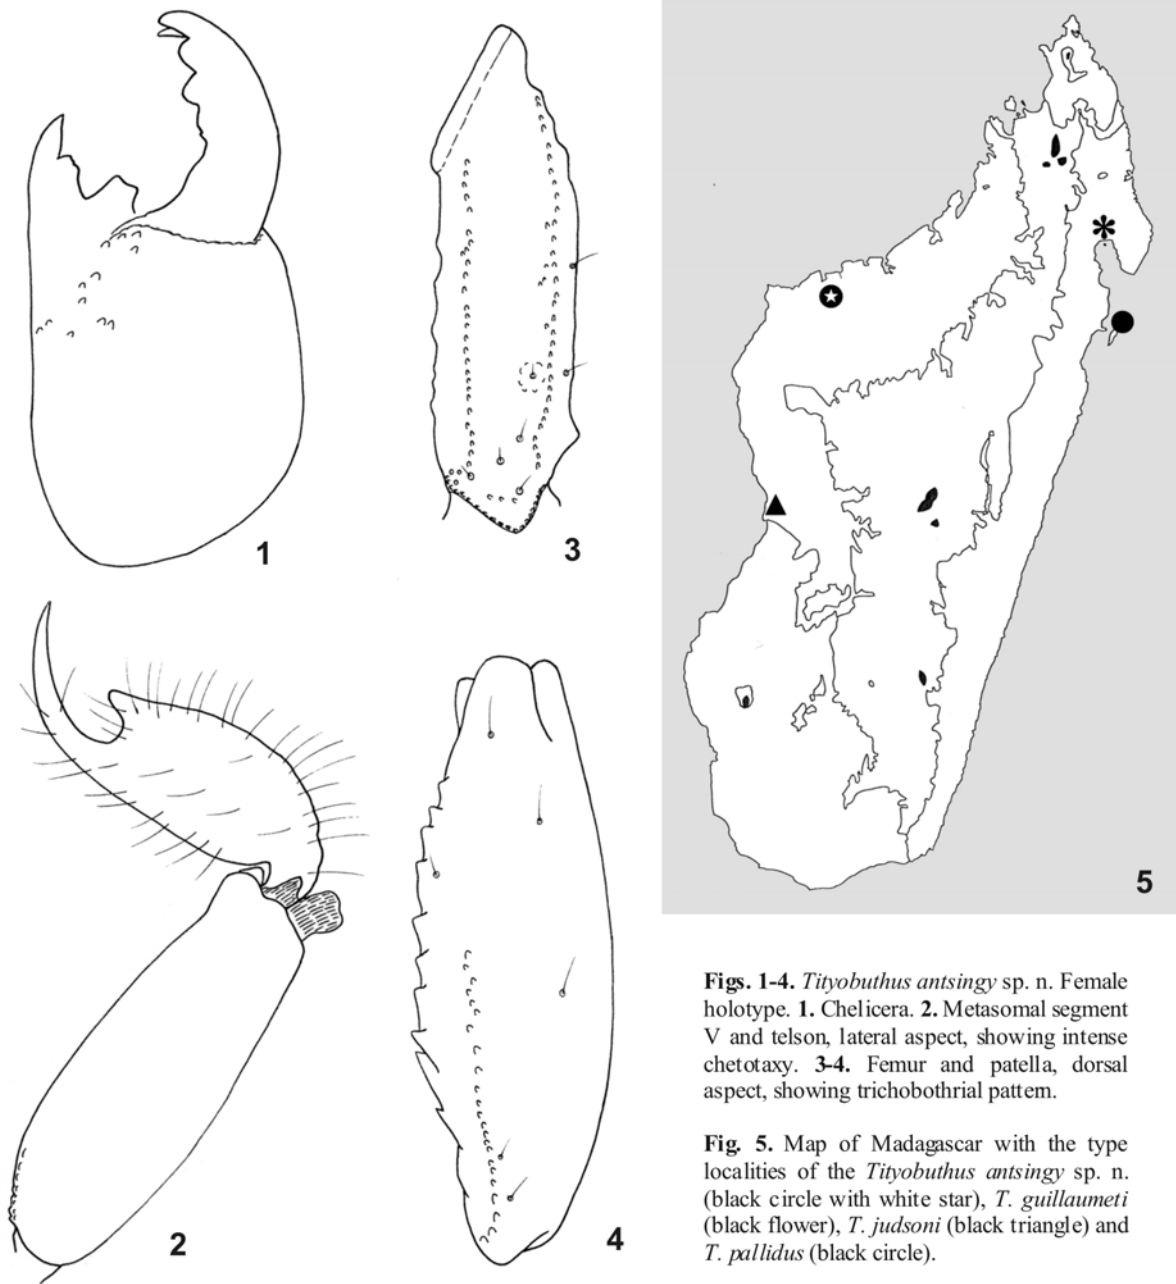 1
3
2
4
5
Figs. 1-4. Tityobuthus antsingy sp. n. Female
holotype. 1. Chelicera. 2. Metasomal segment
V and telson, lateral aspect, showing intense
chetotaxy. 3-4. Femur and patella, dorsal
aspect, showing trichobothrial pattern.
Fig. 5. Map of Madagascar with the type
localities of the Tityobuthus antsingy sp. n.
(black circle with white star), T. guillaumeti
(black flower), T. judsoni (black triangle) and
T. pallidus (black circle).